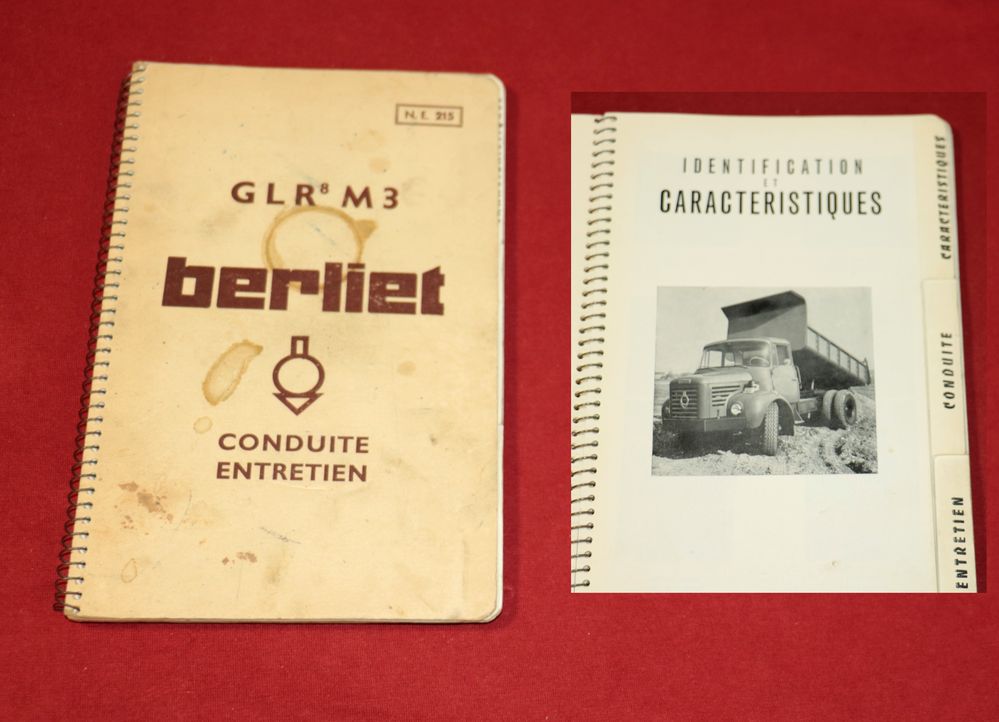 N. E. 215
GLR⁸ M3
berliet
CONDUITE
ENTRETIEN
IDENTIFICATION
ET
CARACTERISTIQUES
CARACTERISTIQUES
CONDUITE
ENTRETIEN